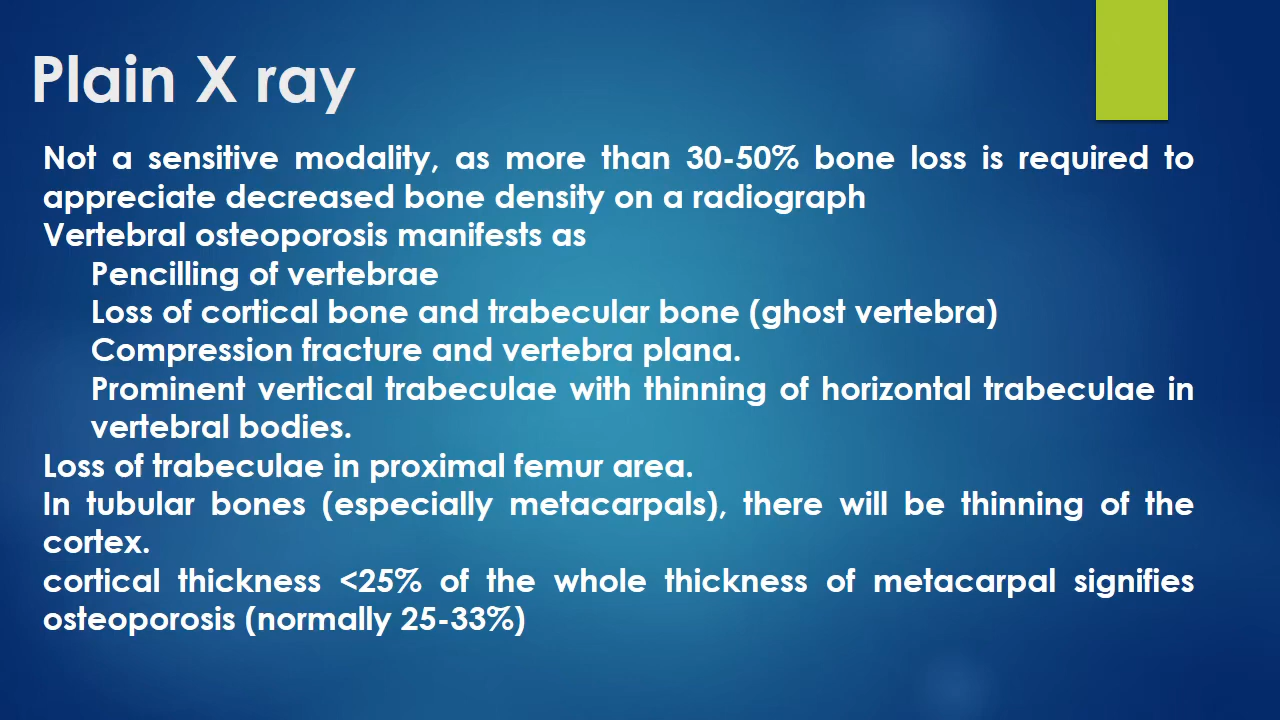 Plain X ray
Not a sensitive modality, as more than 30-50% bone loss is required to
appreciate decreased bone density on a radiograph
Vertebral osteoporosis manifests as
Pencilling of vertebrae
Loss of cortical bone and trabecular bone (ghost vertebra)
Compression fracture and vertebra plana.
Prominent vertical trabeculae with thinning of horizontal trabeculae in
vertebral bodies.
Loss of trabeculae in proximal femur area.
In tubular bones (especially metacarpals), there will be thinning of the
cortex.
cortical thickness <25% of the whole thickness of metacarpal signifies
osteoporosis (normally 25-33%)